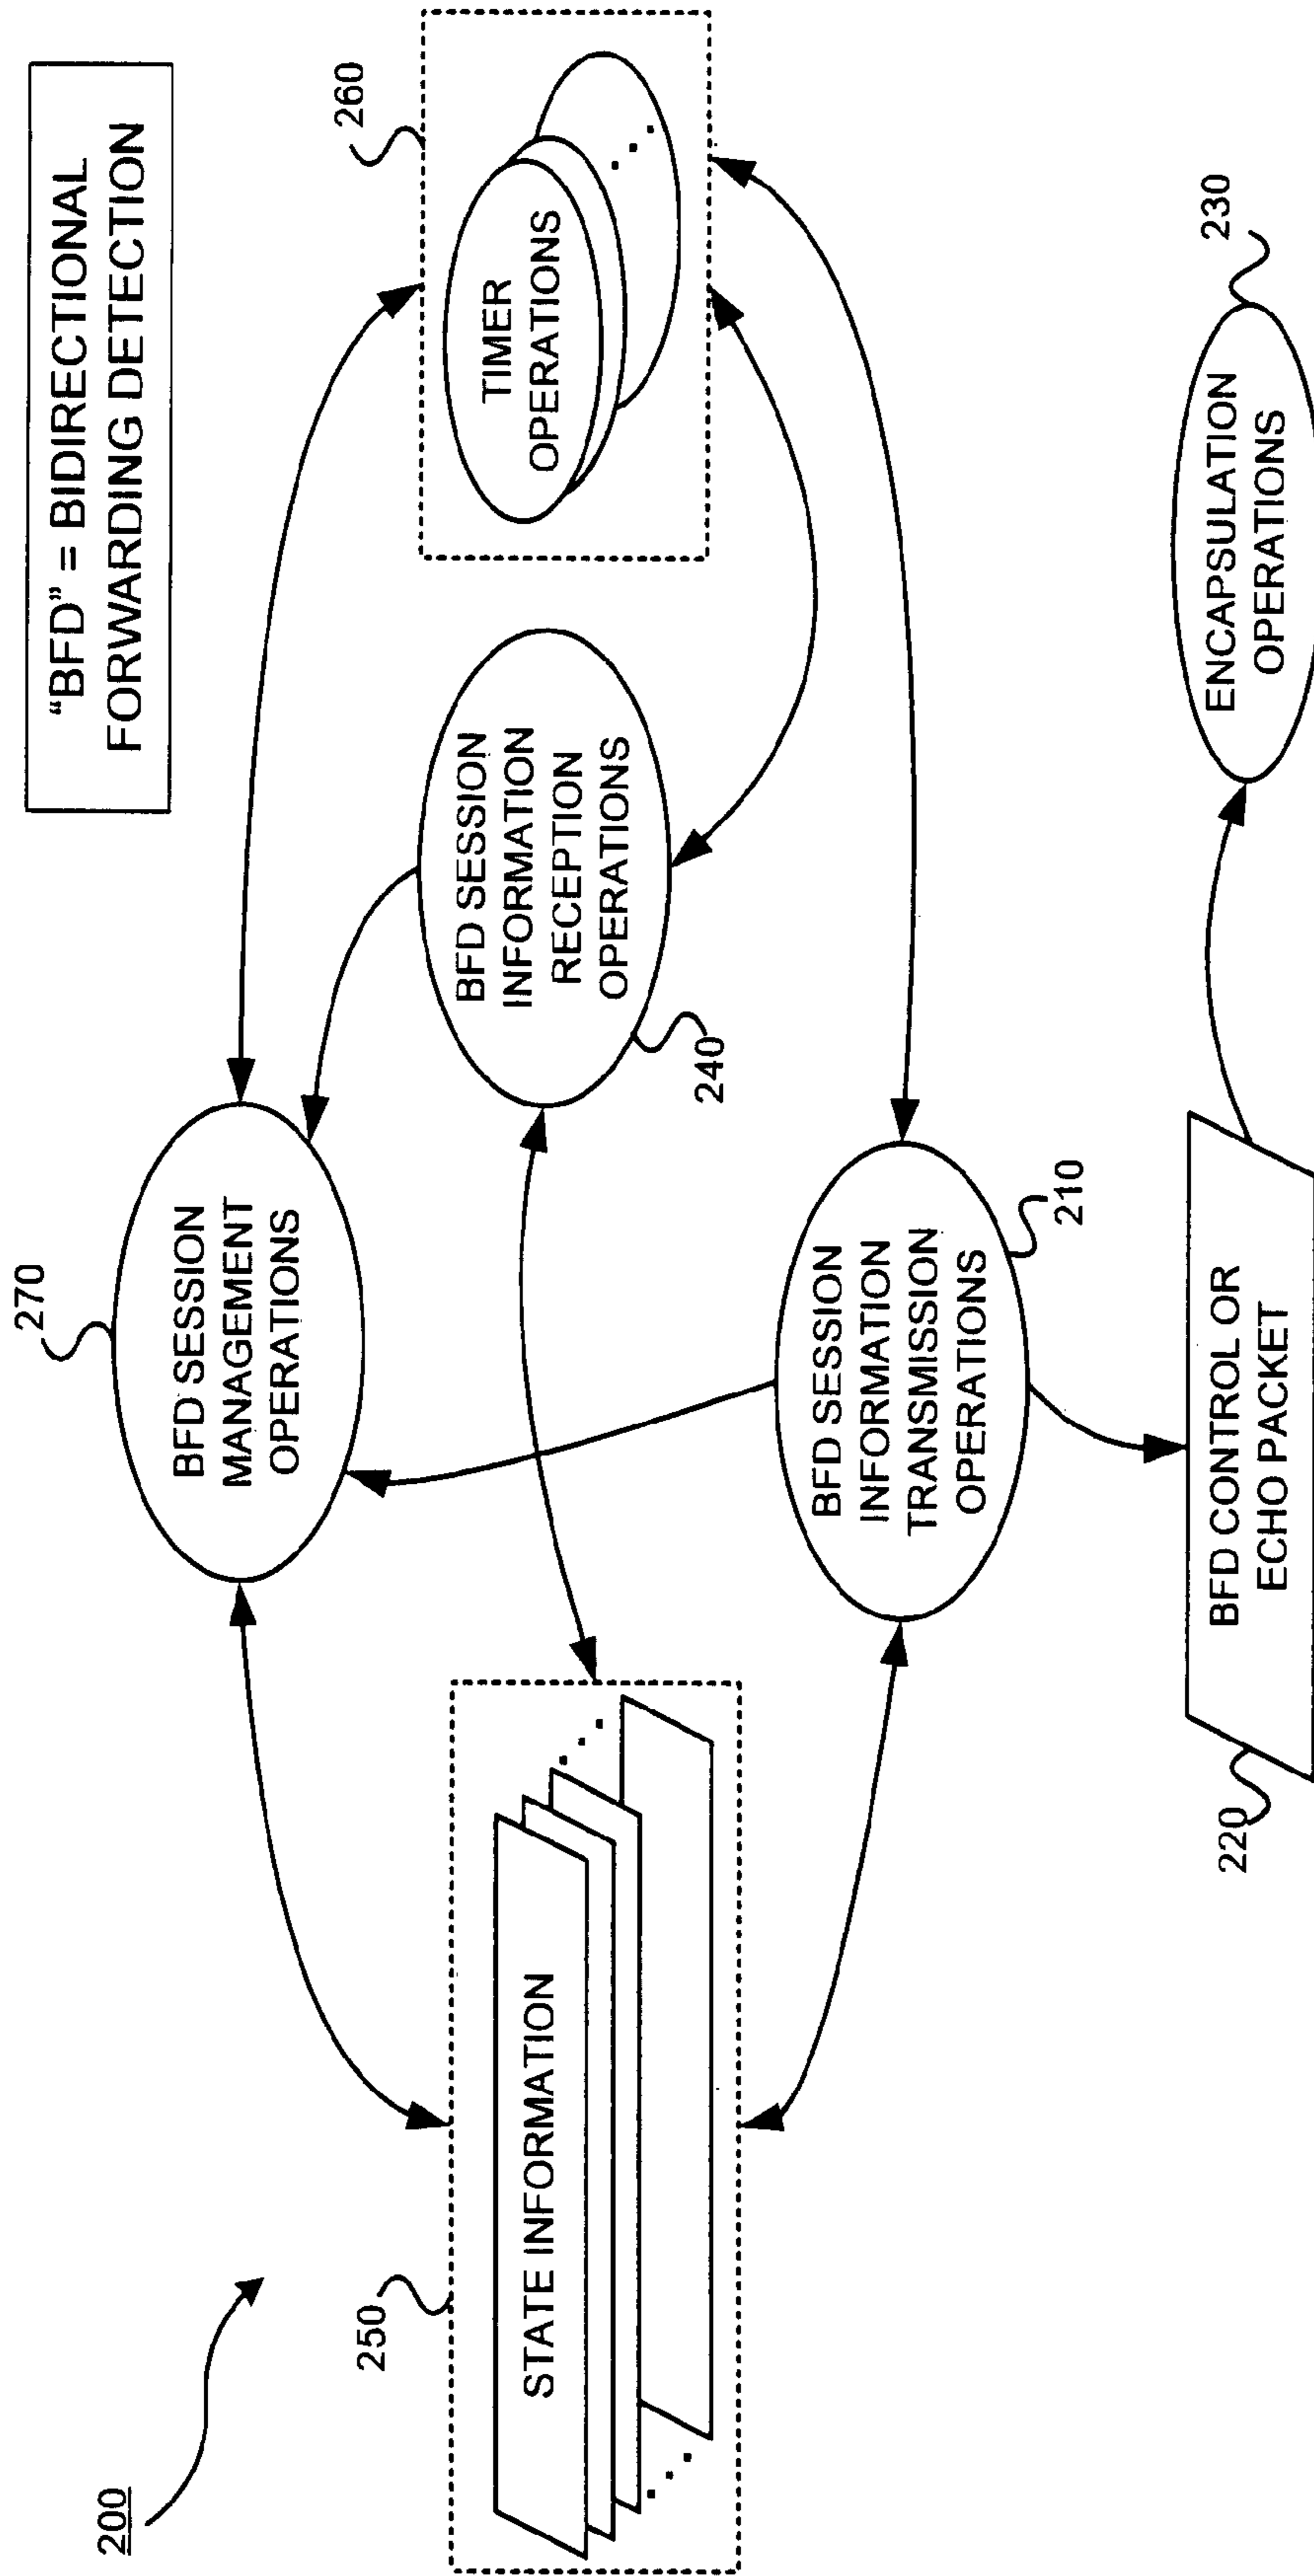 200
"BFD" = BIDIRECTIONAL
FORWARDING DETECTION
270
BFD SESSION
MANAGEMENT
OPERATIONS
260
TIMER
OPERATIONS
250
STATE INFORMATION
BFD SESSION
INFORMATION
RECEPTION
OPERATIONS
240
BFD SESSION
INFORMATION
TRANSMISSION
OPERATIONS
210
220
BFD CONTROL OR
ECHO PACKET
230
ENCAPSULATION
OPERATIONS